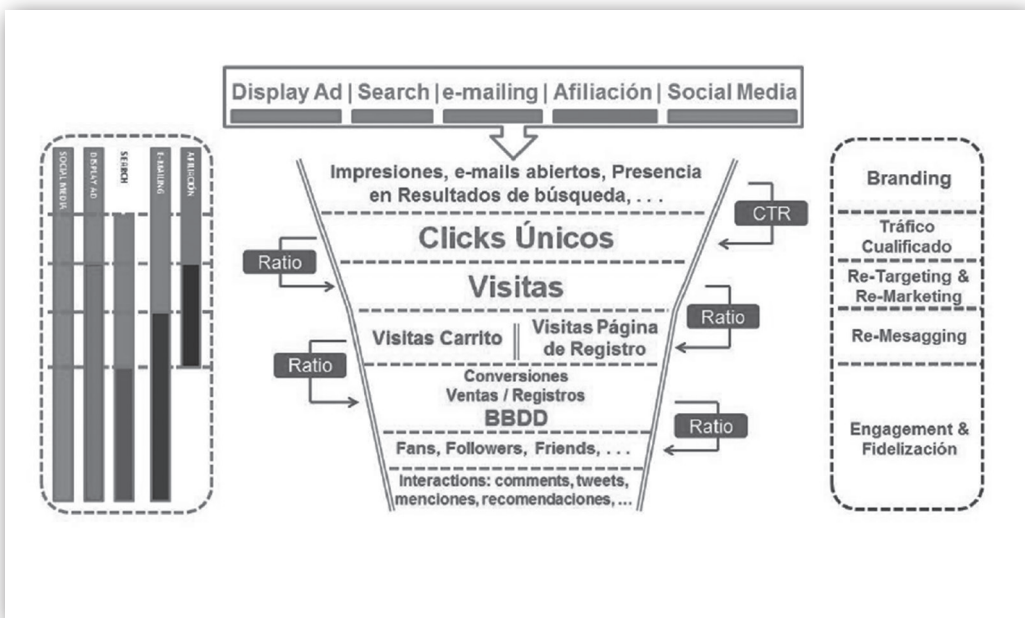 Display Ad | Search | e-mailing | Afiliación | Social Media
SOCIAL MEDIA
DISPLAY AD
SEARCH
E-MAILING
AFILIACIÓN
Impresiones, e-mails abiertos, Presencia
en Resultados de búsqueda, . . .
CTR
Clicks Únicos
Ratio
Visitas
Ratio
Visitas Carrito
Visitas Página
de Registro
Ratio
Conversiones
Ventas / Registros
BBDD
Ratio
Fans, Followers, Friends, . . .
Interactions: comments, tweets,
menciones, recomendaciones, ...
Branding
Tráfico
Cualificado
Re-Targeting &
Re-Marketing
Re-Mesagging
Engagement &
Fidelización